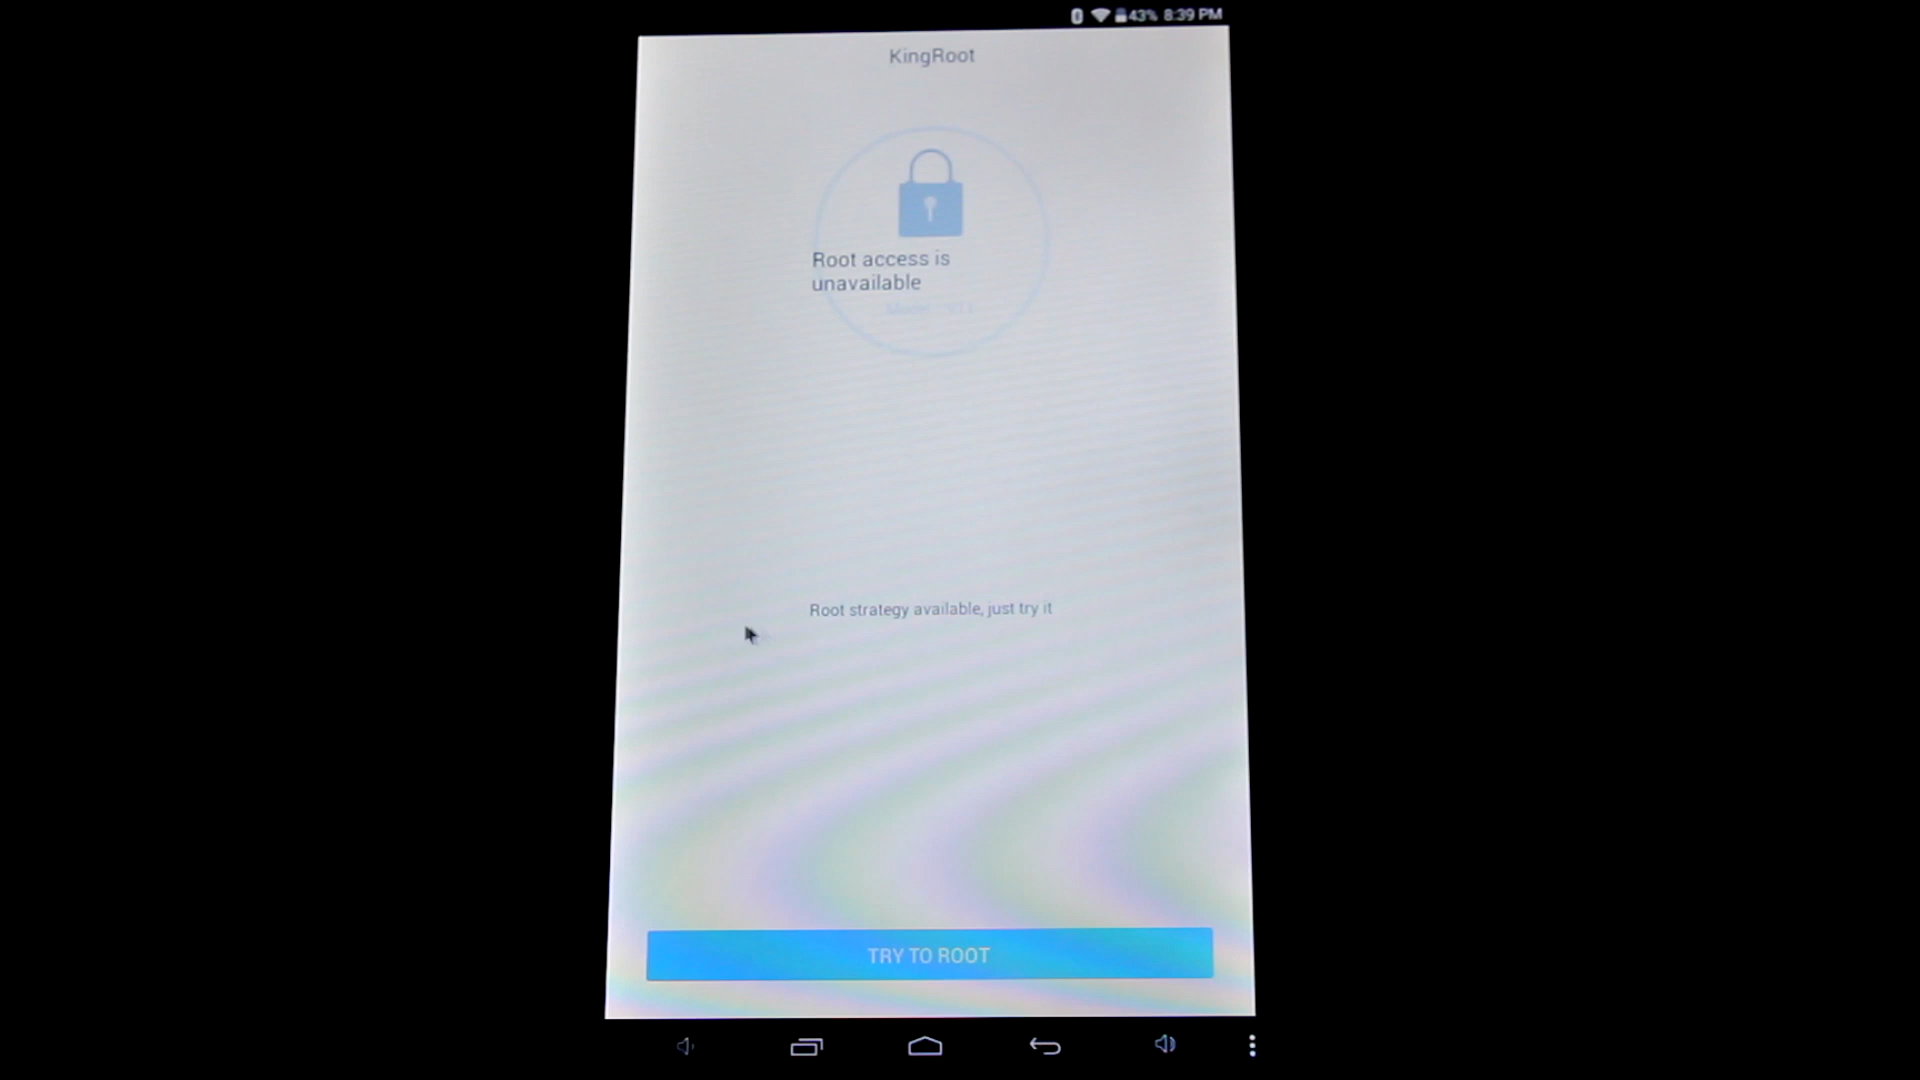 43% 8:39 PM
KingRoot
Root access is
unavailable
Root strategy available, just try it
TRY TO ROOT